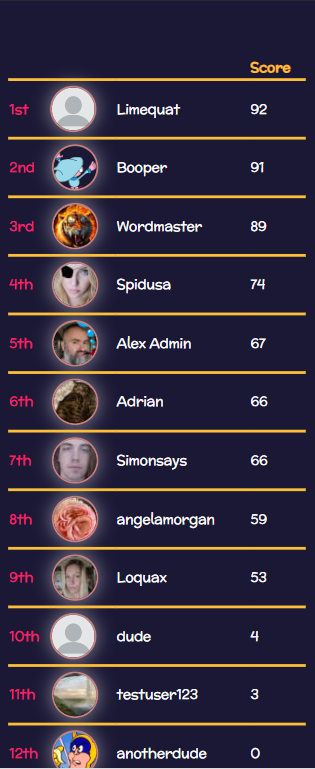 Score
1st Limequat 92
2nd Booper 91
3rd Wordmaster 89
4th Spidusa 74
5th Alex Admin 67
6th Adrian 66
7th Simonsays 66
8th angelamorgan 59
9th Loquax 53
10th dude 4
11th testuser123 3
12th anotherdude 0